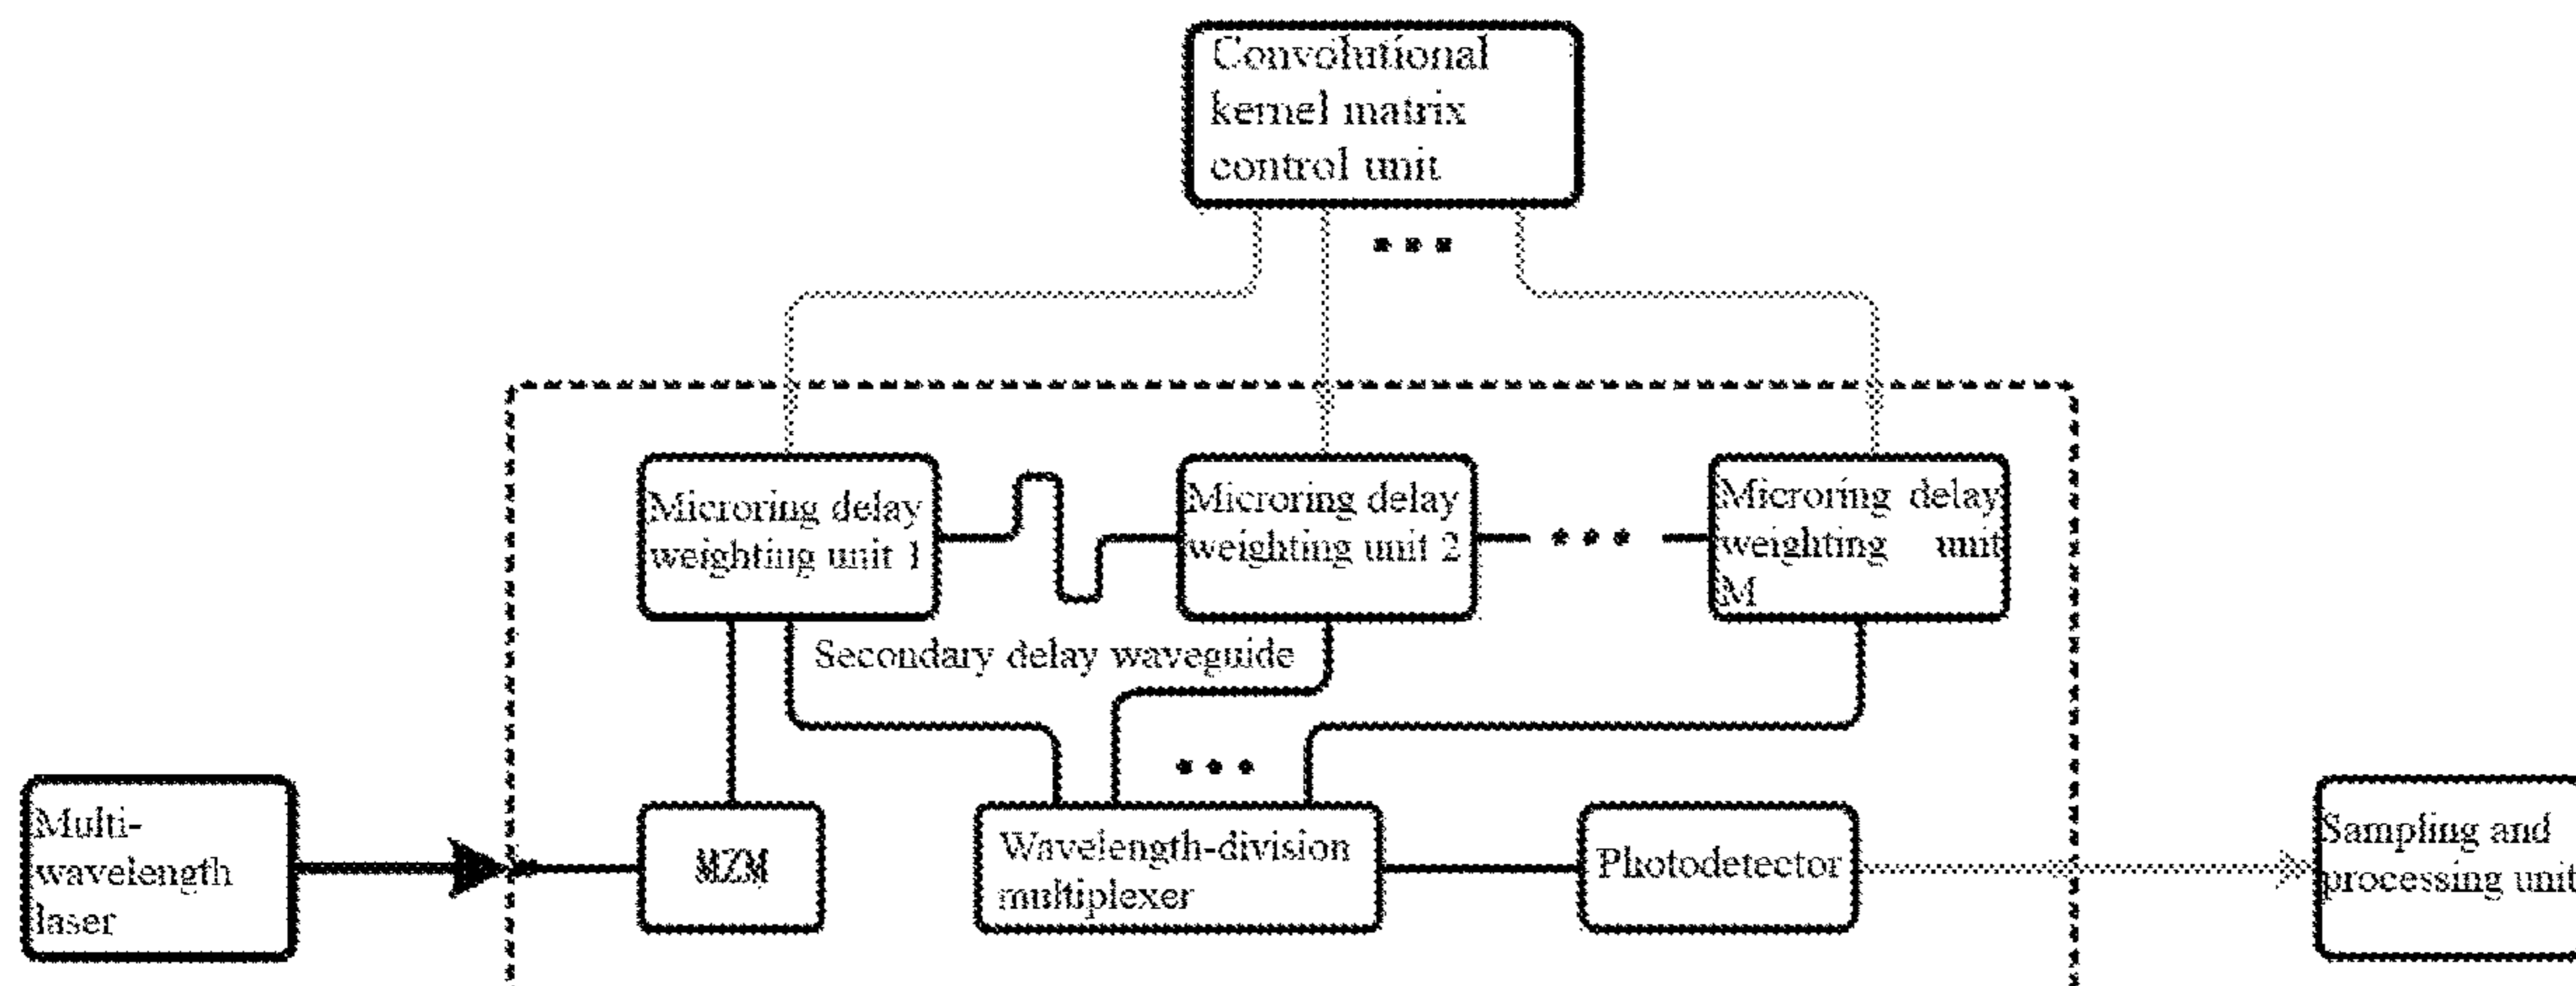 Convolutional
kernel matrix
control unit
Microring delay
weighting unit 1
Microring delay
weighting unit 2
Microring delay
weighting unit
M
Secondary delay waveguide
Multi-
wavelength
laser
MZM
Wavelength-division
multiplexer
Photodetector
Sampling and
processing unit